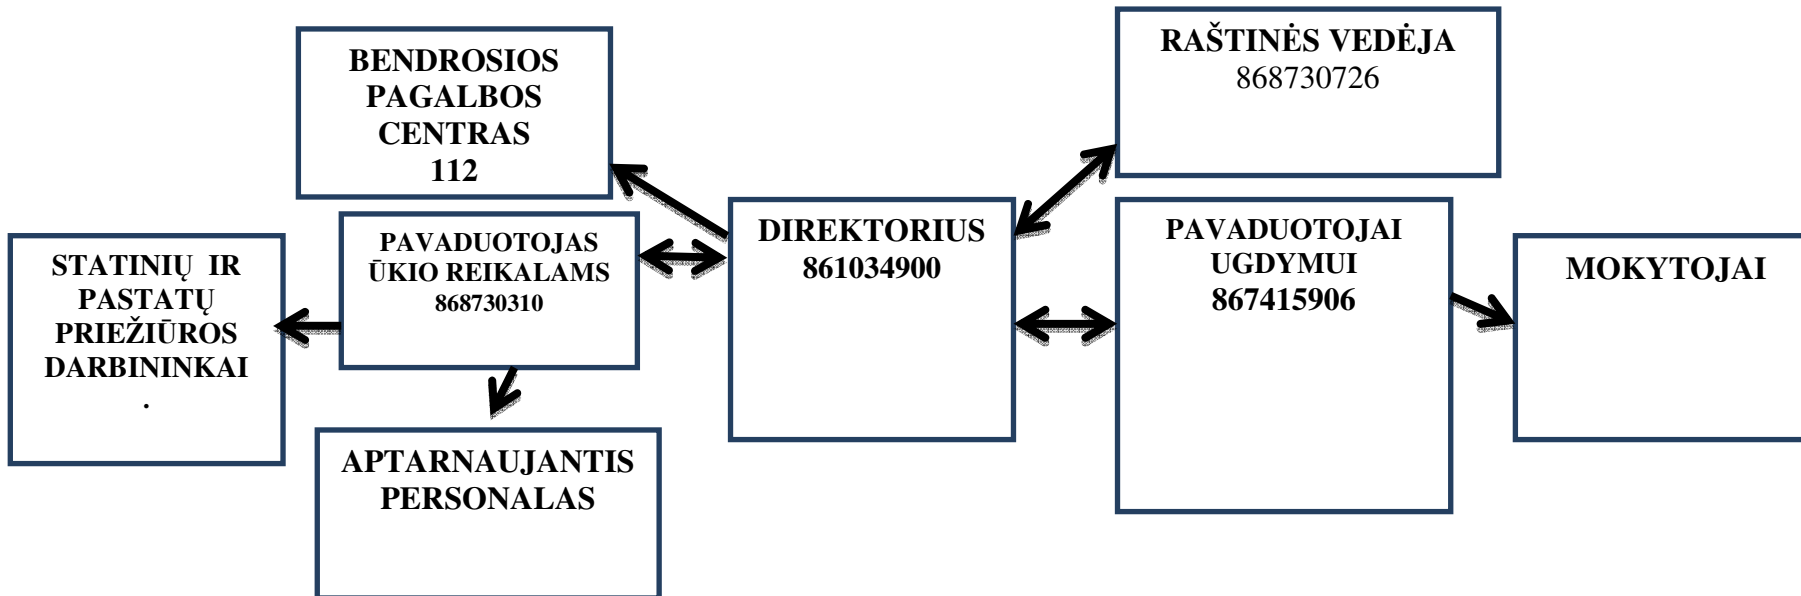 BENDROSIOS
PAGALBOS
CENTRAS
112
RAŠTINĖS VEDĖJA
868730726
STATINIŲ IR
PASTATŲ
PRIEŽIŪROS
DARBININKAI
.
PAVADUOTOJAS
ŪKIO REIKALAMS
868730310
DIREKTORIUS
861034900
PAVADUOTOJAI
UGDYMUI
867415906
MOKYTOJAI
APTARNAUJANTIS
PERSONALAS